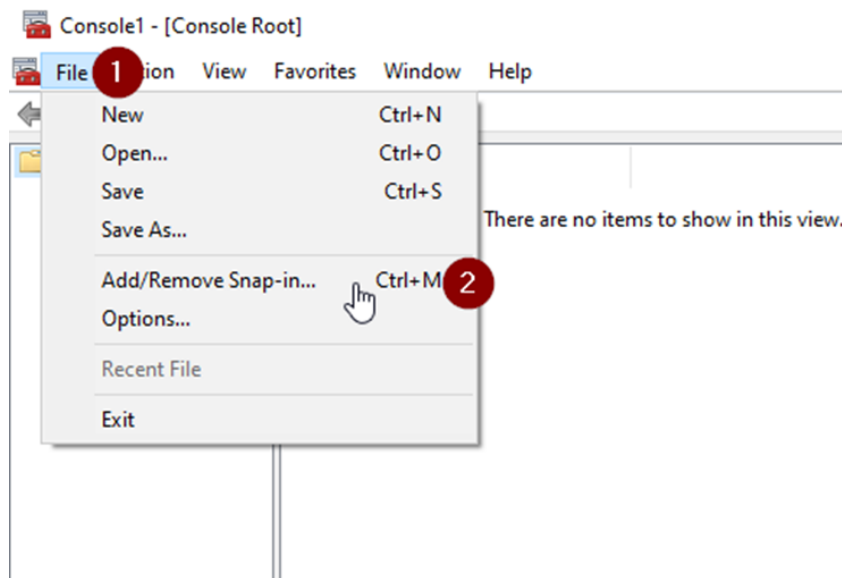 Console1 - [Console Root]
File 1 tion View Favorites Window Help
New Ctrl+N
Open... Ctrl+O
Save Ctrl+S
There are no items to show in this view.
Save As...
Add/Remove Snap-in... Ctrl+M 2
Options...
Recent File
Exit